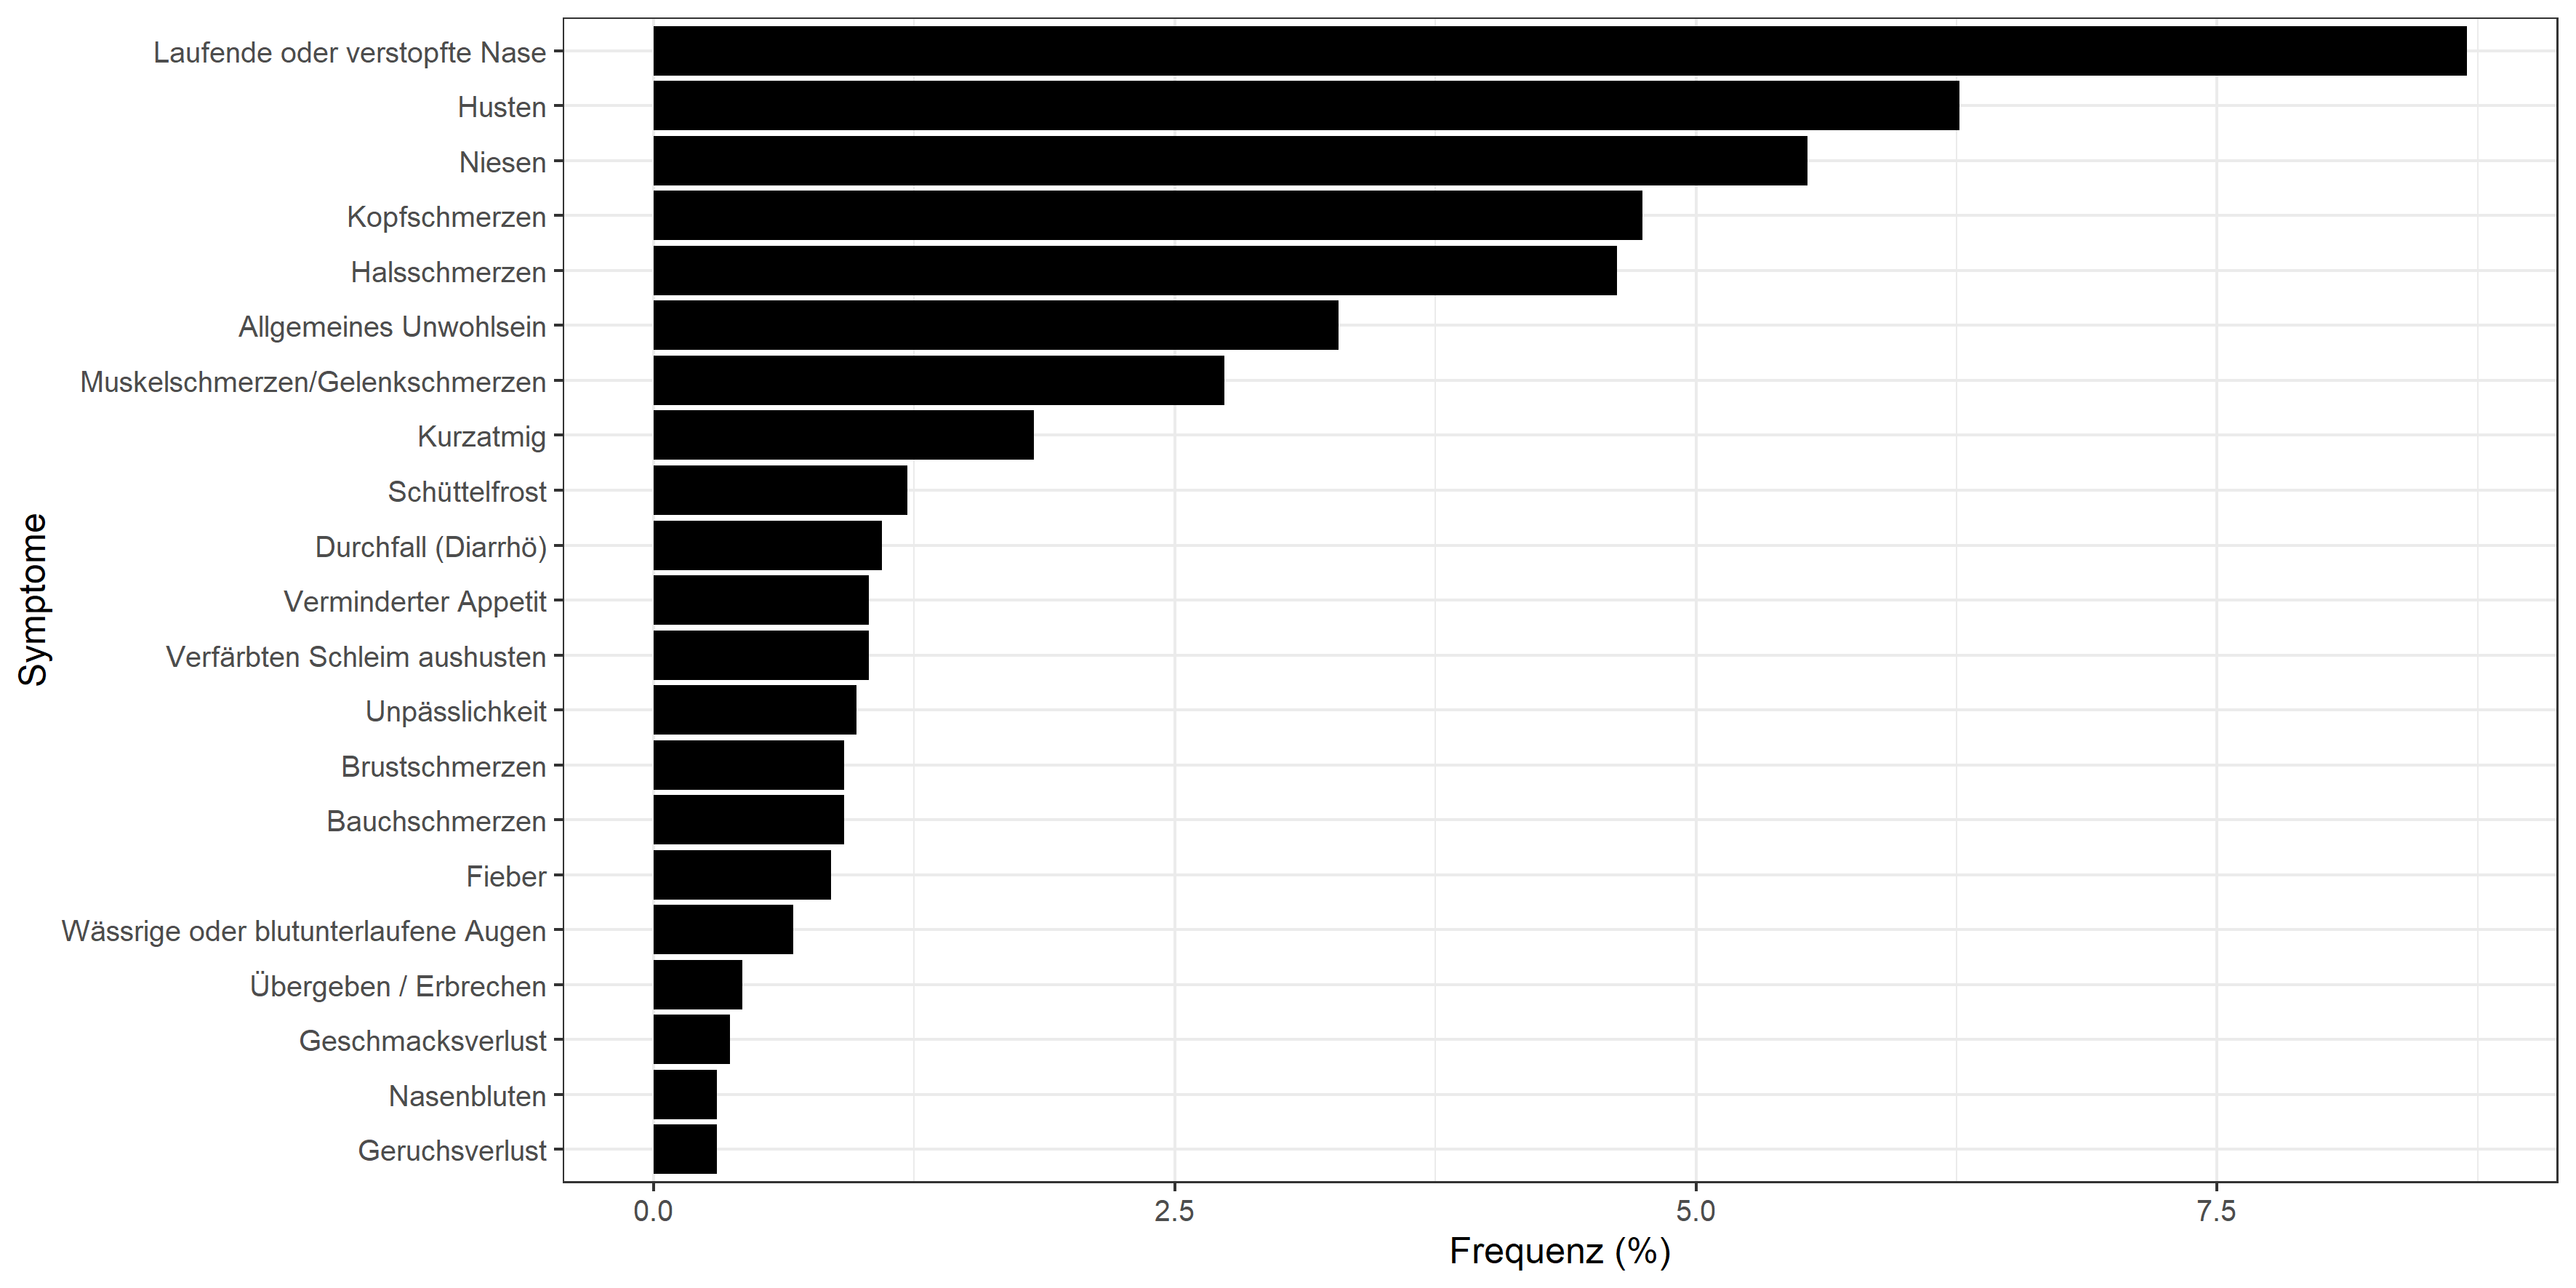 Laufende oder verstopfte Nase
Husten
Niesen
Kopfschmerzen
Halsschmerzen
Allgemeines Unwohlsein
Muskelschmerzen/Gelenkschmerzen
Kurzatmig
Schüttelfrost
Durchfall (Diarrhö)
Verminderter Appetit
Verfärbten Schleim aushusten
Unpässlichkeit
Brustschmerzen
Bauchschmerzen
Fieber
Wässrige oder blutunterlaufene Augen
Übergeben / Erbrechen
Geschmacksverlust
Nasenbluten
Geruchsverlust
Symptome
0.0 2.5 5.0 7.5
Frequenz (%)